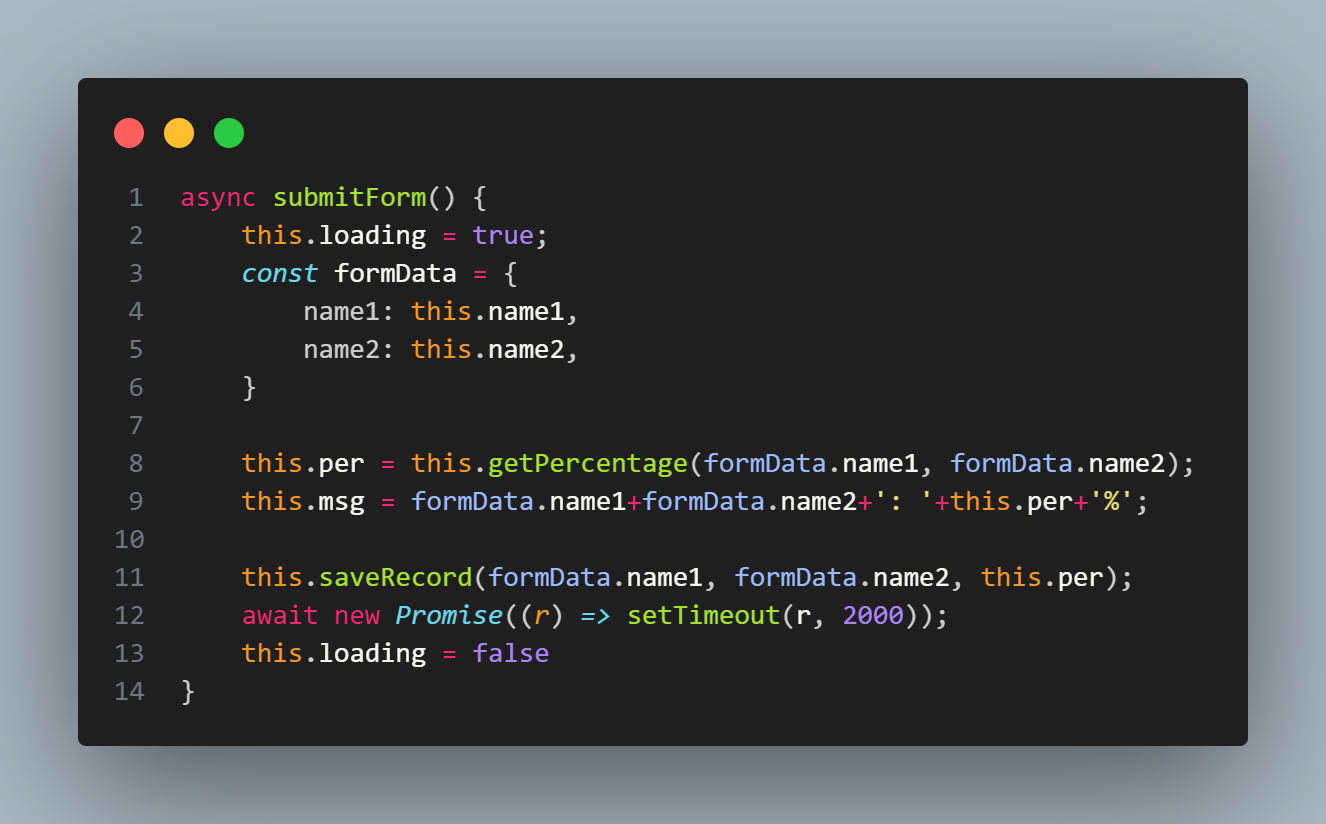 1 async submitForm() {
2     this.loading = true;
3     const formData = {
4         name1: this.name1,
5         name2: this.name2,
6     }
7
8     this.per = this.getPercentage(formData.name1, formData.name2);
9     this.msg = formData.name1+formData.name2+': '+this.per+'%';
10
11     this.saveRecord(formData.name1, formData.name2, this.per);
12     await new Promise((r) => setTimeout(r, 2000));
13     this.loading = false
14 }